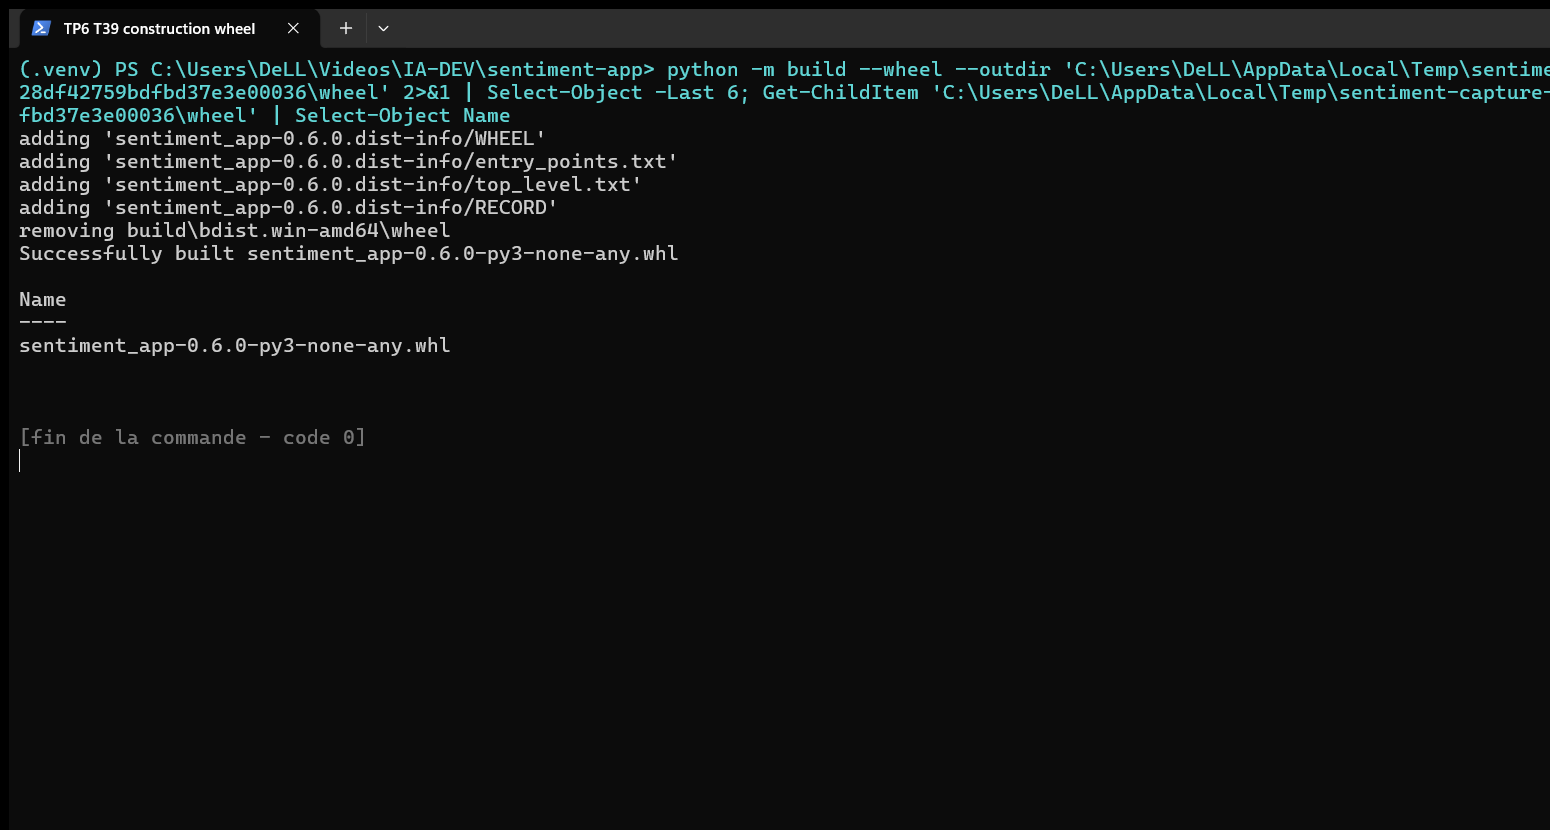 TP6 T39 construction wheel
(.venv) PS C:\Users\DeLL\Videos\IA-DEV\sentiment-app> python -m build --wheel --outdir 'C:\Users\DeLL\AppData\Local\Temp\sentime
28df42759bdfbd37e3e00036\wheel' 2>&1 | Select-Object -Last 6; Get-ChildItem 'C:\Users\DeLL\AppData\Local\Temp\sentiment-capture-
fbd37e3e00036\wheel' | Select-Object Name
adding 'sentiment_app-0.6.0.dist-info/WHEEL'
adding 'sentiment_app-0.6.0.dist-info/entry_points.txt'
adding 'sentiment_app-0.6.0.dist-info/top_level.txt'
adding 'sentiment_app-0.6.0.dist-info/RECORD'
removing build\bdist.win-amd64\wheel
Successfully built sentiment_app-0.6.0-py3-none-any.whl
Name
----
sentiment_app-0.6.0-py3-none-any.whl
[fin de la commande - code 0]